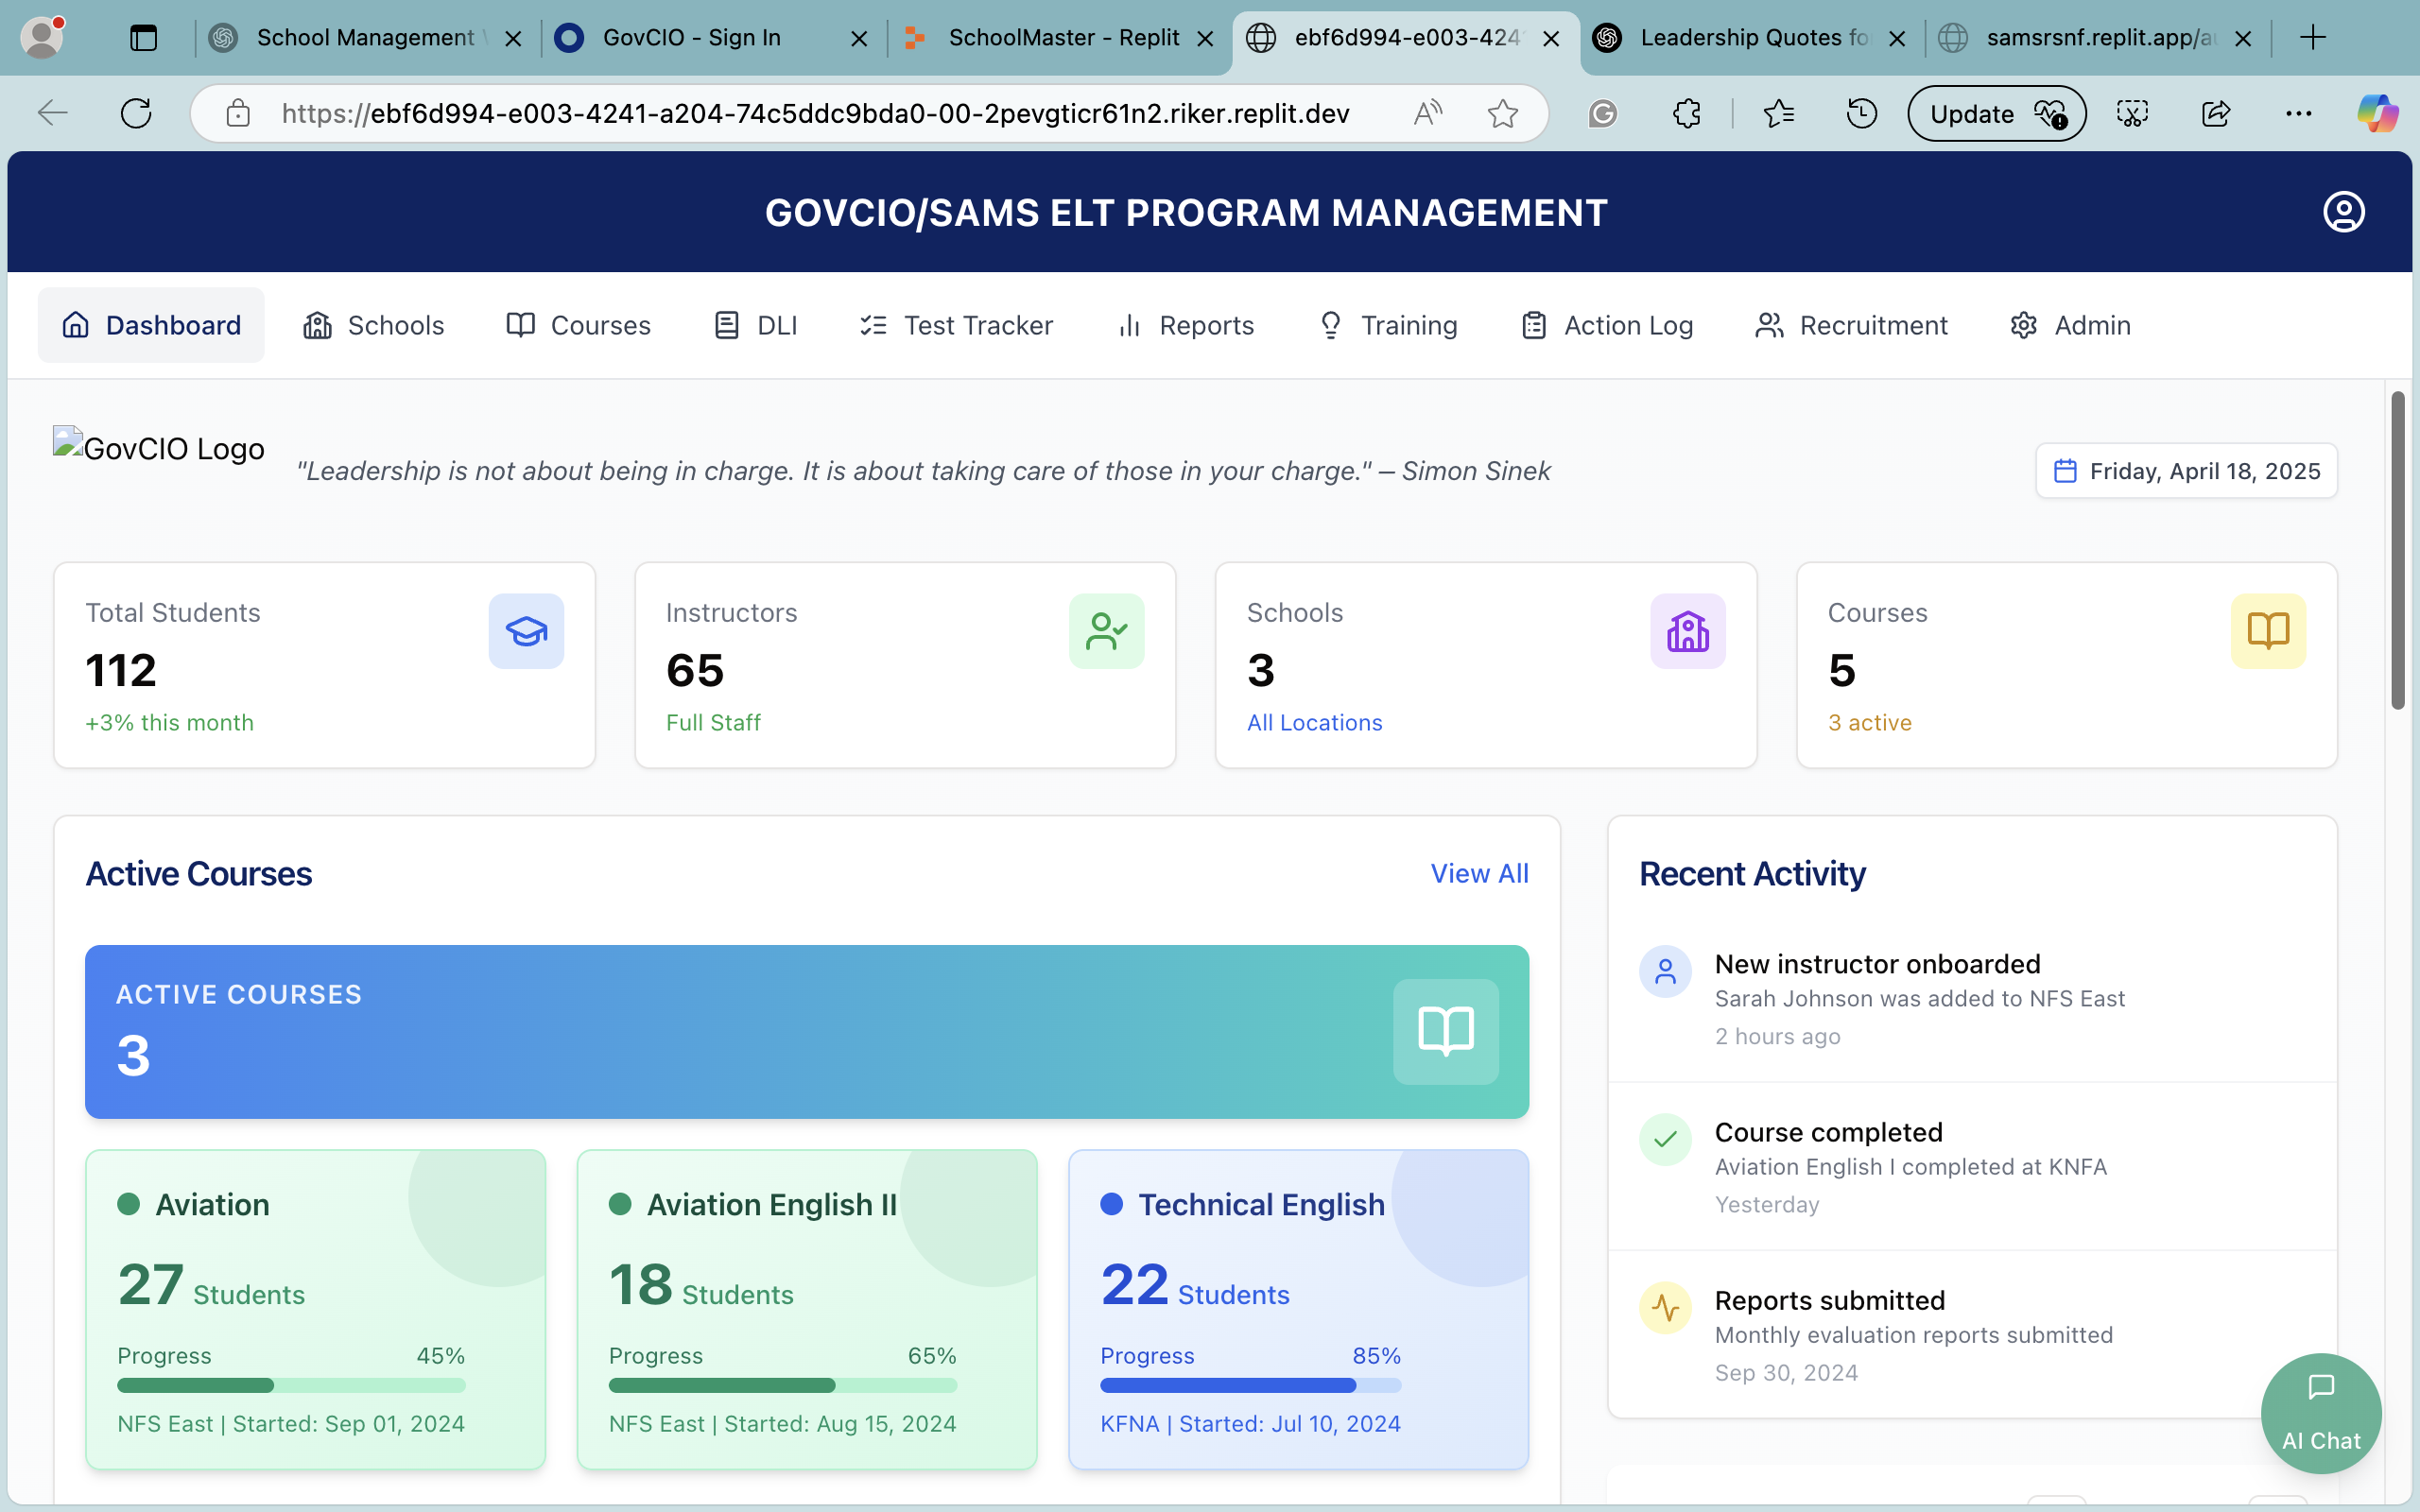 School Management
GovCIO - Sign In
SchoolMaster - Replit
ebf6d994-e003-424
Leadership Quotes fo
samsrsnf.replit.app/au
https://ebf6d994-e003-4241-a204-74c5ddc9bda0-00-2pevgticr61n2.riker.replit.dev
Update
GOVCIO/SAMS ELT PROGRAM MANAGEMENT
Dashboard
Schools
Courses
DLI
Test Tracker
Reports
Training
Action Log
Recruitment
Admin
GovCIO Logo
"Leadership is not about being in charge. It is about taking care of those in your charge." — Simon Sinek
Friday, April 18, 2025
Total Students
112
+3% this month
Instructors
65
Full Staff
Schools
3
All Locations
Courses
5
3 active
Active Courses
View All
ACTIVE COURSES
3
Aviation
27 Students
Progress 45%
NFS East | Started: Sep 01, 2024
Aviation English II
18 Students
Progress 65%
NFS East | Started: Aug 15, 2024
Technical English
22 Students
Progress 85%
KFNA | Started: Jul 10, 2024
Recent Activity
New instructor onboarded
Sarah Johnson was added to NFS East
2 hours ago
Course completed
Aviation English I completed at KNFA
Yesterday
Reports submitted
Monthly evaluation reports submitted
Sep 30, 2024
AI Chat